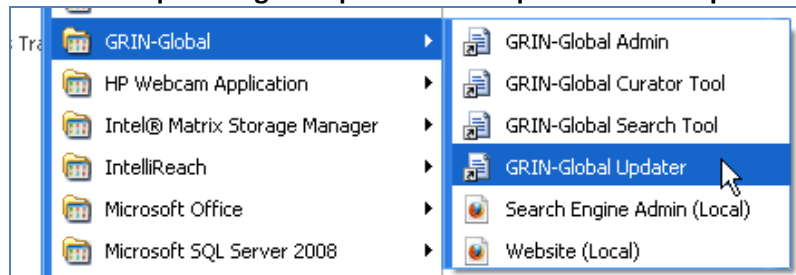 Tra
GRIN-Global
HP Webcam Application
Intel® Matrix Storage Manager
IntelliReach
Microsoft Office
Microsoft SQL Server 2008
GRIN-Global Admin
GRIN-Global Curator Tool
GRIN-Global Search Tool
GRIN-Global Updater
Search Engine Admin (Local)
Website (Local)